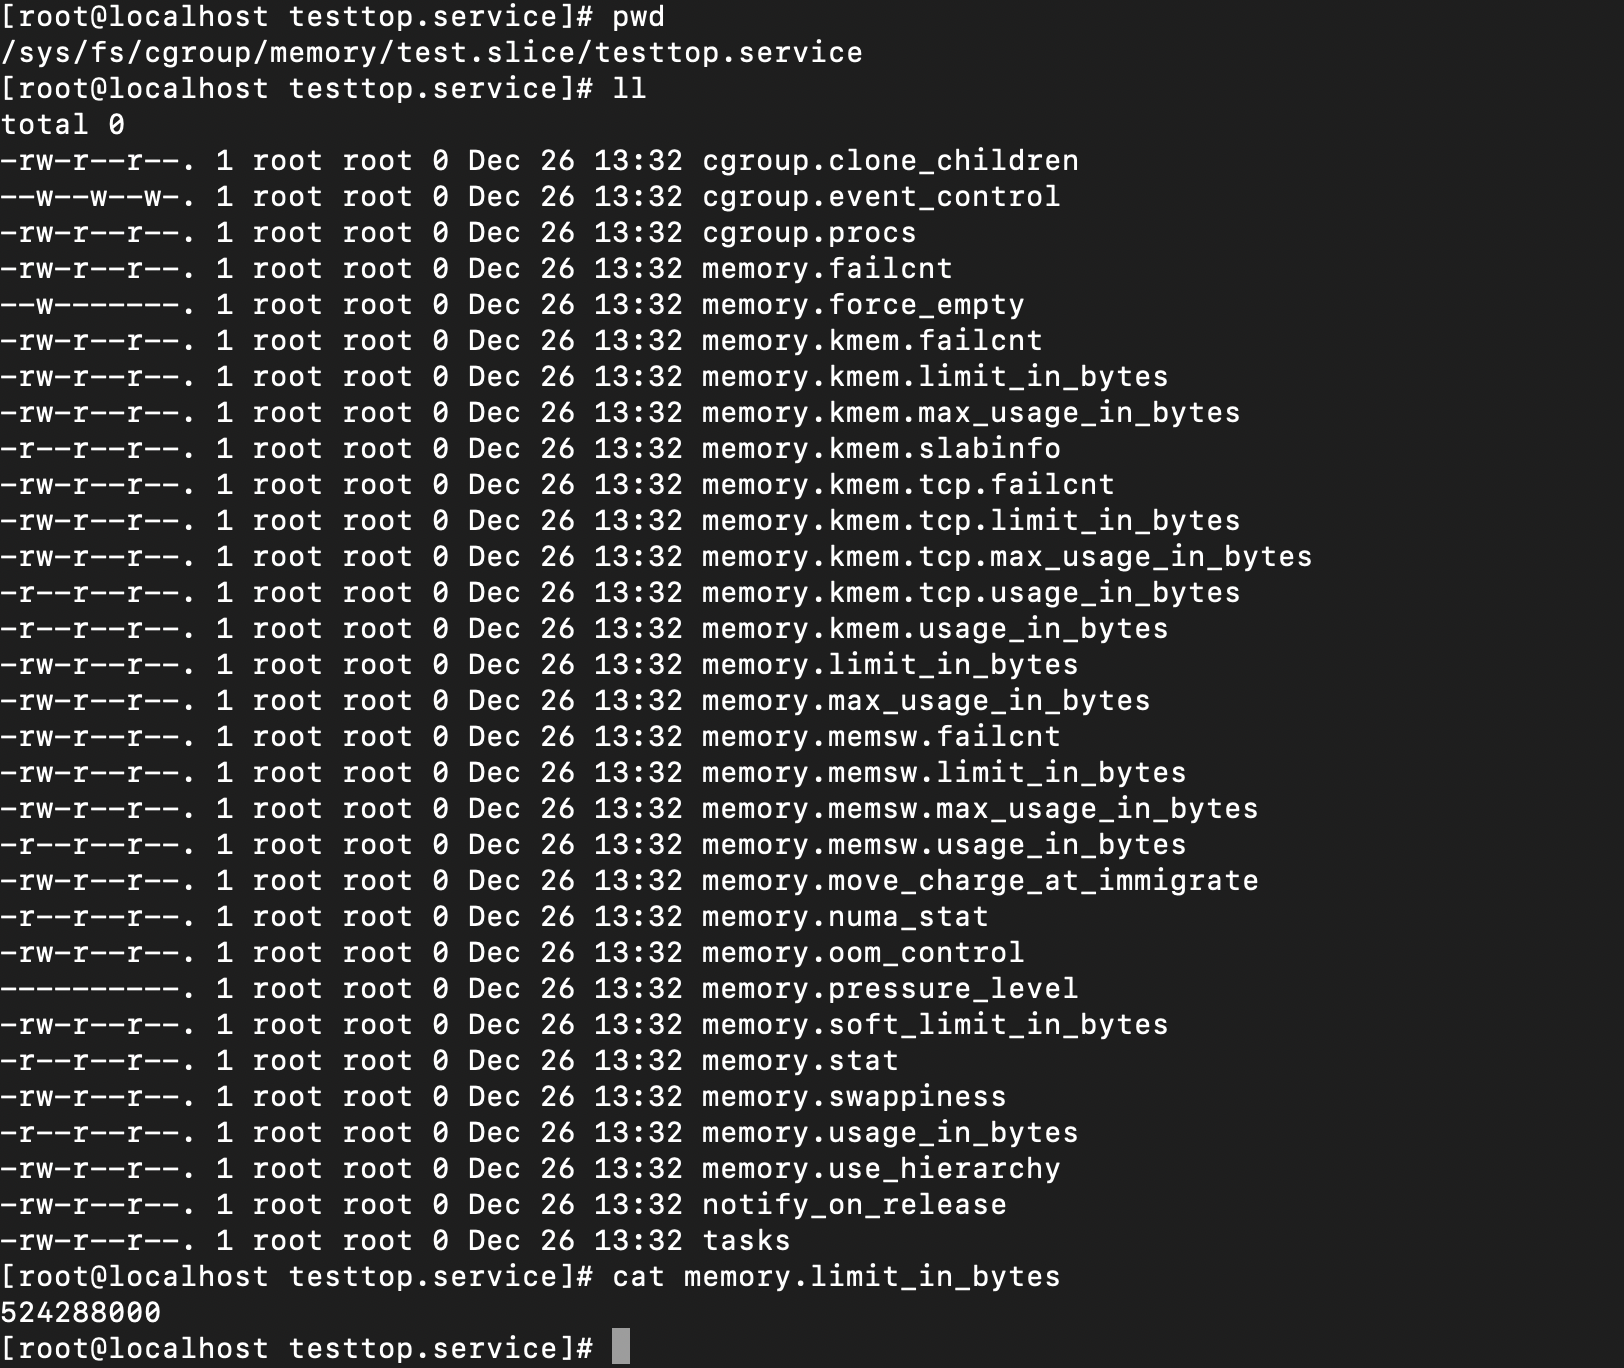 [root@localhost testtop.service]# pwd
/sys/fs/cgroup/memory/test.slice/testtop.service
[root@localhost testtop.service]# ll
total 0
-rw-r--r--. 1 root root 0 Dec 26 13:32 cgroup.clone_children
--w--w--w-. 1 root root 0 Dec 26 13:32 cgroup.event_control
-rw-r--r--. 1 root root 0 Dec 26 13:32 cgroup.procs
-rw-r--r--. 1 root root 0 Dec 26 13:32 memory.failcnt
--w-------. 1 root root 0 Dec 26 13:32 memory.force_empty
-rw-r--r--. 1 root root 0 Dec 26 13:32 memory.kmem.failcnt
-rw-r--r--. 1 root root 0 Dec 26 13:32 memory.kmem.limit_in_bytes
-rw-r--r--. 1 root root 0 Dec 26 13:32 memory.kmem.max_usage_in_bytes
-r--r--r--. 1 root root 0 Dec 26 13:32 memory.kmem.slabinfo
-rw-r--r--. 1 root root 0 Dec 26 13:32 memory.kmem.tcp.failcnt
-rw-r--r--. 1 root root 0 Dec 26 13:32 memory.kmem.tcp.limit_in_bytes
-rw-r--r--. 1 root root 0 Dec 26 13:32 memory.kmem.tcp.max_usage_in_bytes
-r--r--r--. 1 root root 0 Dec 26 13:32 memory.kmem.tcp.usage_in_bytes
-r--r--r--. 1 root root 0 Dec 26 13:32 memory.kmem.usage_in_bytes
-rw-r--r--. 1 root root 0 Dec 26 13:32 memory.limit_in_bytes
-rw-r--r--. 1 root root 0 Dec 26 13:32 memory.max_usage_in_bytes
-rw-r--r--. 1 root root 0 Dec 26 13:32 memory.memsw.failcnt
-rw-r--r--. 1 root root 0 Dec 26 13:32 memory.memsw.limit_in_bytes
-rw-r--r--. 1 root root 0 Dec 26 13:32 memory.memsw.max_usage_in_bytes
-r--r--r--. 1 root root 0 Dec 26 13:32 memory.memsw.usage_in_bytes
-rw-r--r--. 1 root root 0 Dec 26 13:32 memory.move_charge_at_immigrate
-r--r--r--. 1 root root 0 Dec 26 13:32 memory.numa_stat
-rw-r--r--. 1 root root 0 Dec 26 13:32 memory.oom_control
----------. 1 root root 0 Dec 26 13:32 memory.pressure_level
-rw-r--r--. 1 root root 0 Dec 26 13:32 memory.soft_limit_in_bytes
-r--r--r--. 1 root root 0 Dec 26 13:32 memory.stat
-rw-r--r--. 1 root root 0 Dec 26 13:32 memory.swappiness
-r--r--r--. 1 root root 0 Dec 26 13:32 memory.usage_in_bytes
-rw-r--r--. 1 root root 0 Dec 26 13:32 memory.use_hierarchy
-rw-r--r--. 1 root root 0 Dec 26 13:32 notify_on_release
-rw-r--r--. 1 root root 0 Dec 26 13:32 tasks
[root@localhost testtop.service]# cat memory.limit_in_bytes
524288000
[root@localhost testtop.service]#